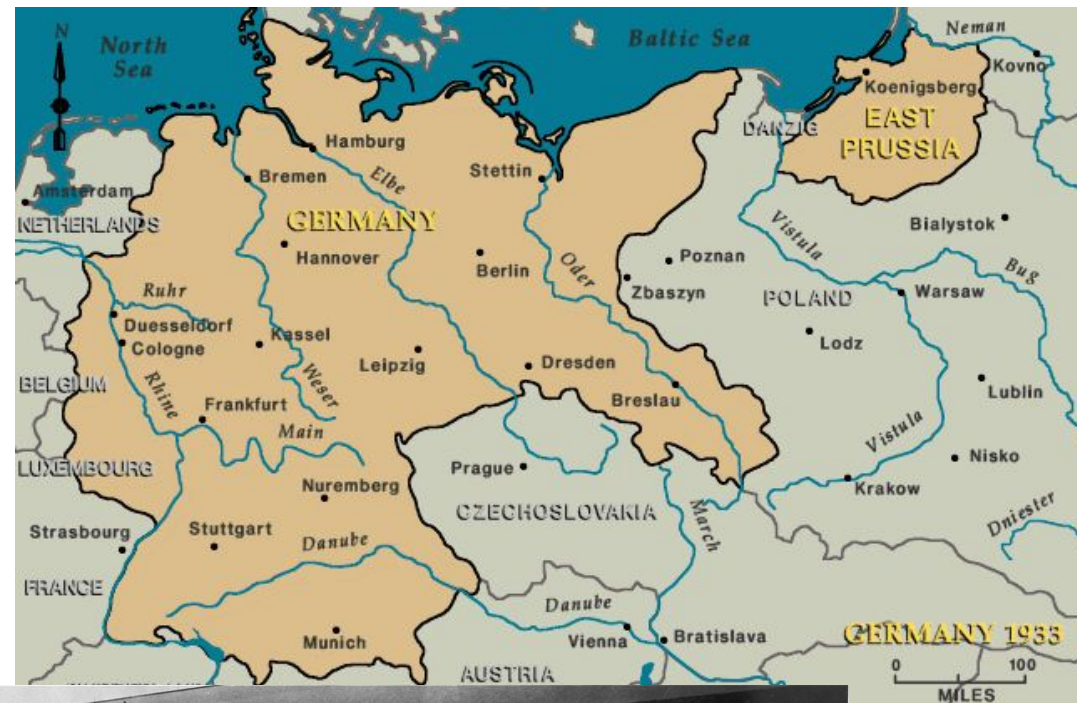 N
North
Sea
Baltic Sea
Neman
Kovno
Koenigsberg
EAST
PRUSSIA
DANZIG
Hamburg
Elbe
Stettin
Bremen
Amsterdam
NETHERLANDS
GERMANY
Hannover
Berlin
Oder
Vistula
Bialystok
Bug
Poznan
Zbaszyn
POLAND
Warsaw
Ruhr
Duesseldorf
Cologne
Kassel
Weser
Leipzig
Dresden
Breslau
Lodz
Lublin
BELGIUM
Rhine
Frankfurt
Main
Vistula
LUXEMBOURG
Nuremberg
Prague
Nisko
Krakow
CZECHOSLOVAKIA
March
Dniester
Strasbourg
Stuttgart
Danube
FRANCE
Danube
Munich
Vienna
Bratislava
GERMANY 1933
AUSTRIA
0 100
MILES